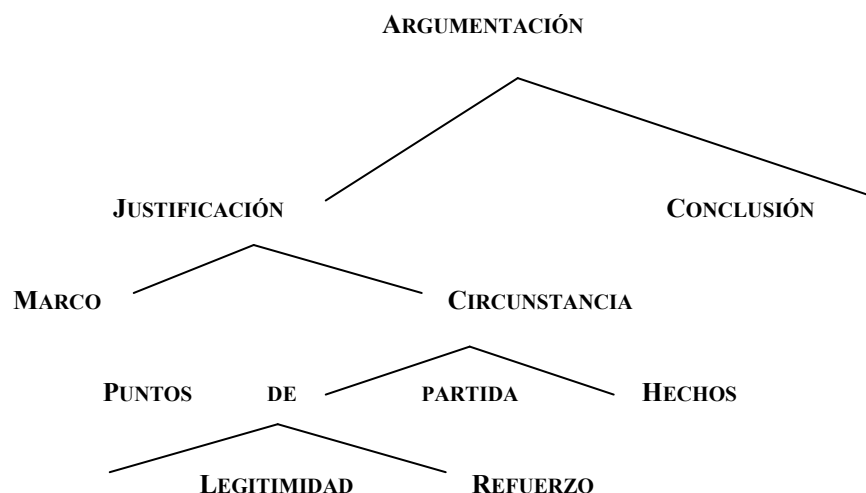 ARGUMENTACIÓN
JUSTIFICACIÓN CONCLUSIÓN
MARCO CIRCUNSTANCIA
PUNTOS DE PARTIDA HECHOS
LEGITIMIDAD REFUERZO